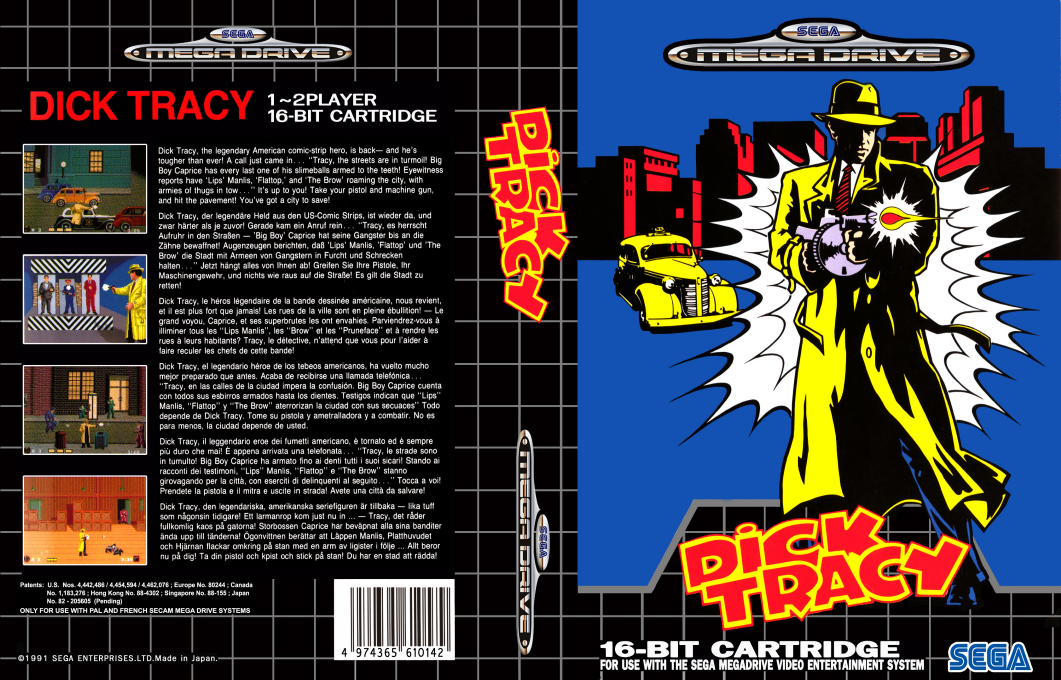 SEGA
MEGA DRIVE
DICK TRACY
1~2PLAYER
16-BIT CARTRIDGE
Dick Tracy, the legendary American comic-strip hero, is back— and he's
tougher than ever! A call just came in... "Tracy, the streets are in turmoil! Big
Boy Caprice has every last one of his slimeballs armed to the teeth! Eyewitness
reports have 'Lips' Manlis, 'Flattop,' and 'The Brow' roaming the city, with
armies of thugs in tow..." It's up to you! Take your pistol and machine gun,
and hit the pavement! You've got a city to save!
Dick Tracy, der legendäre Held aus den US-Comic Strips, ist wieder da, und
zwar härter als je zuvor! Gerade kam ein Anruf rein... "Tracy, es herrscht
Aufruhr in den Straßen — 'Big Boy' Caprice hat seine Gangster bis an die
Zähne bewaffnet! Augenzeugen berichten, daß 'Lips' Manlis, 'Flattop' und 'The
Brow' die Stadt mit Armeen von Gangstern in Furcht und Schrecken
halten..." Jetzt hängt alles von Ihnen ab! Greifen Sie Ihre Pistole, Ihr
Maschinengewehr, und nichts wie raus auf die Straße! Es gilt die Stadt zu
retten!
Dick Tracy, le héros légendaire de la bande dessinée américaine, nous revient,
et il est plus fort que jamais! Les rues de la ville sont en pleine ébullition! — Le
grand voyou, Caprice, et ses superbrutes les ont envahies. Parviendrez-vous à
illiminer tous les "Lips Manlis", les "Brow" et les "Pruneface" et à rendre les
rues à leurs habitants? Tracy, le détective, n'attend que vous pour l'aider à
faire reculer les chefs de cette bande!
Dick Tracy, el legendario héroe de los tebeos americanos, ha vuelto mucho
mejor preparado que antes. Acaba de recibirse una llamada telefónica...
"Tracy, en las calles de la ciudad impera la confusión. Big Boy Caprice cuenta
con todos sus esbirros armados hasta los dientes. Testigos indican que "Lips"
Manlis, "Flattop" y "The Brow" aterrorizan la ciudad con sus secuaces" Todo
depende de Dick Tracy. Tome su pistola y ametralladora y a combatir. No es
para menos, la ciudad depende de usted.
Dick Tracy, il leggendario eroe dei fumetti americano, è tornato ed è sempre
più duro che mai! È appena arrivata una telefonata... "Tracy, le strade sono
in tumulto! Big Boy Caprice ha armato fino ai denti tutti i suoi sicari! Stando ai
racconti dei testimoni, "Lips" Manlis, "Flattop" e "The Brow" stanno
girovagando per la città, con eserciti di delinquenti al seguito..." Tocca a voi!
Prendete la pistola e il mitra e uscite in strada! Avete una città da salvare!
Dick Tracy, den legendariska, amerikanska seriefiguren är tillbaka — lika tuff
som någonsin tidigare! Ett larmanrop kom just nu in ... — Tracy, det råder
fullkomlig kaos på gatorna! Storbossen Caprice har beväpnat alla sina banditer
ända upp till tänderna! Ögonvittnen berättar att Läppen Manlis, Platthuvudet
och Hjärnan flackar omkring på stan med en arm av ligister i följe ... Allt beror
nu på dig! Ta din pistol och kpist och stick på stan! Du har en stad att rädda!
Patents: U.S. Nos. 4,442,486 / 4,454,594 / 4,462,076 ; Europe No. 80244 ; Canada
No. 1,183,276 ; Hong Kong No. 88-4302 ; Singapore No. 88-155 ; Japan
No. 82 - 205605 (Pending)
ONLY FOR USE WITH PAL AND FRENCH SECAM MEGA DRIVE SYSTEMS
4 974365 610142
©1991 SEGA ENTERPRISES.LTD.Made in Japan.
DICK
TRACY
SEGA
MEGA DRIVE
SEGA
MEGA DRIVE
DICK
TRACY
16-BIT CARTRIDGE
FOR USE WITH THE SEGA MEGADRIVE VIDEO ENTERTAINMENT SYSTEM
SEGA